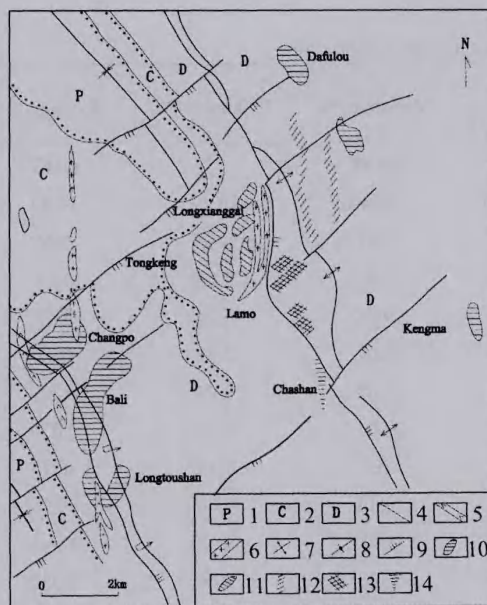 C D D Dafulou N
P
C
Longxianggai
Tongkeng
Lamo D
Kengma
Changpo
D Chashan
Bali
P
Longtoushan
C
P 1 C 2 D 3 4 5
6 7 8 9 10
11 12 13 14
0 2km